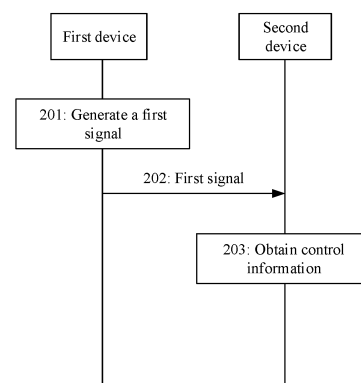 First device
Second
device
201: Generate a first
signal
202: First signal
203: Obtain control
information